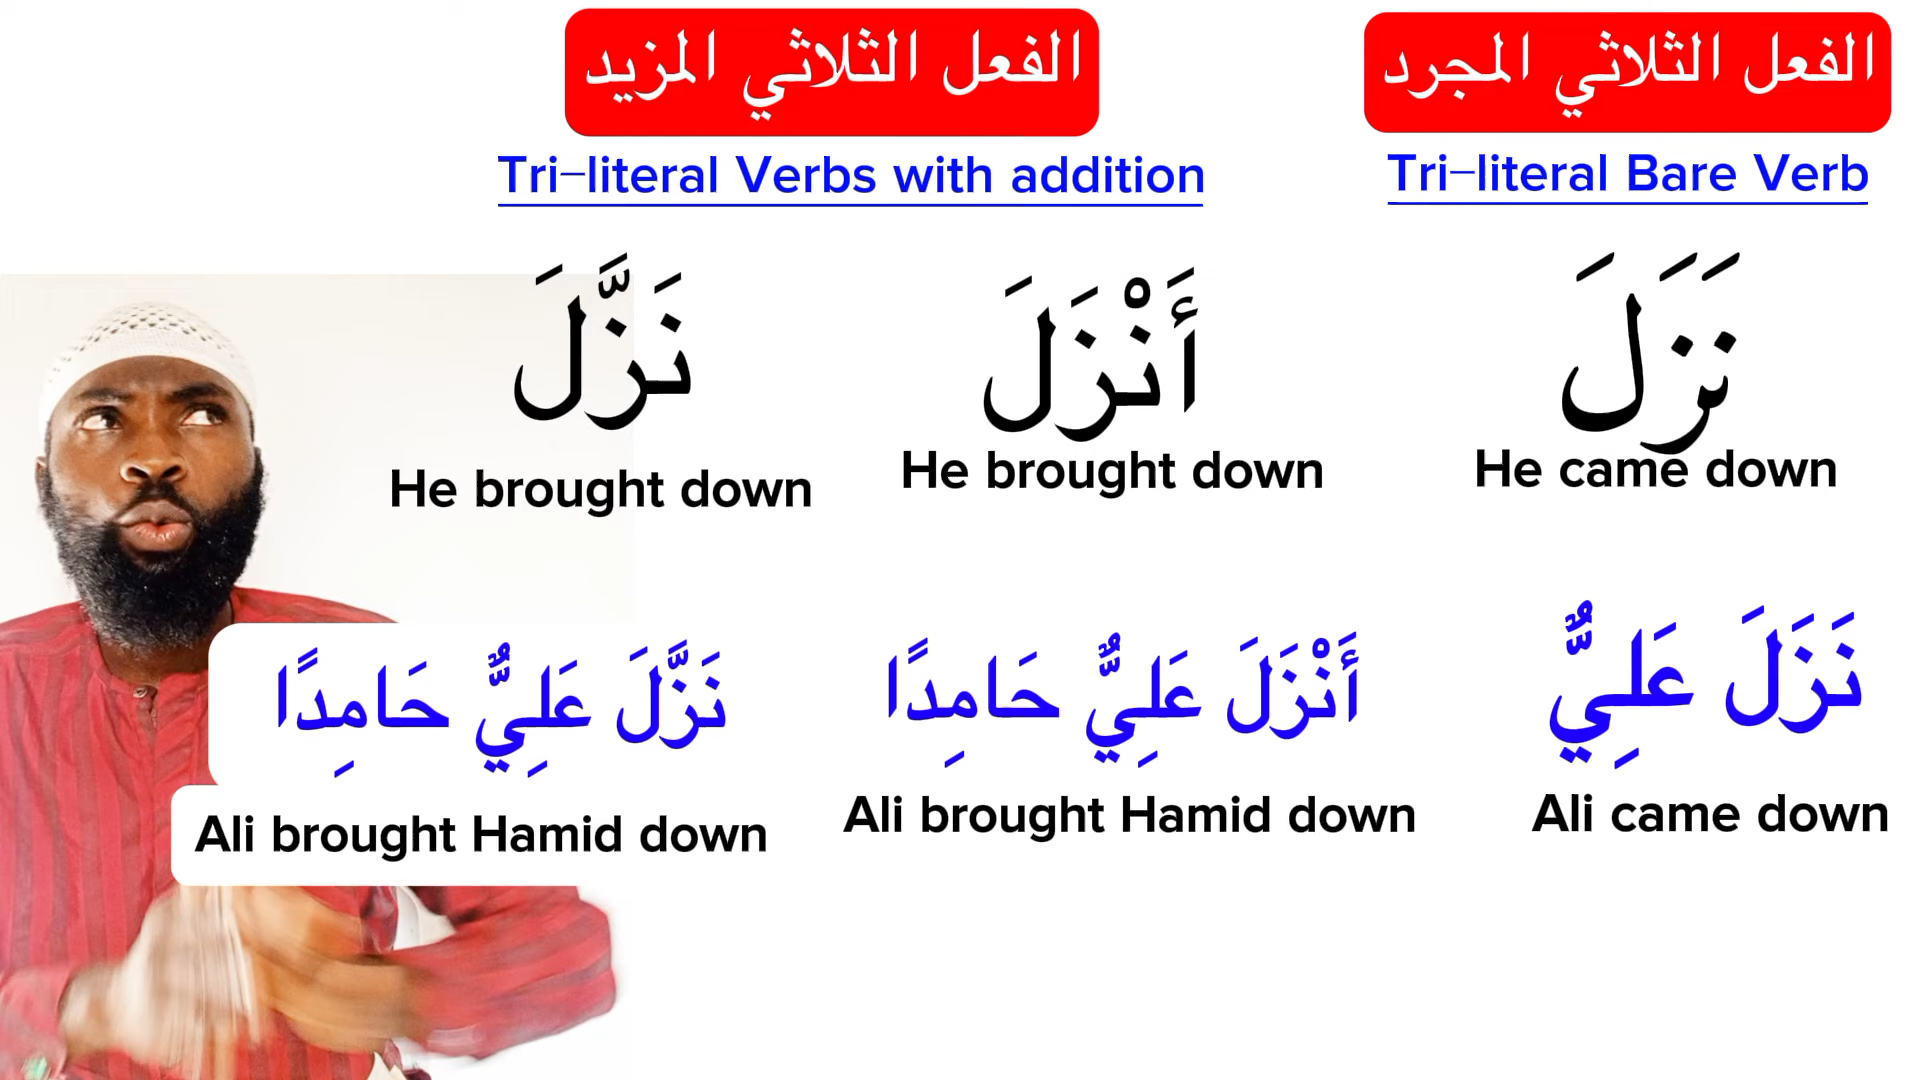 الفعل الثلاثي المجرد
الفعل الثلاثي المزيد
Tri-literal Bare Verb
Tri-literal Verbs with addition
نَزَلَ
أَنْزَلَ
نَزَّلَ
He came down
He brought down
He brought down
نَزَلَ عَلِيٌّ
أَنْزَلَ عَلِيٌّ حَامِدًا
نَزَّلَ عَلِيٌّ حَامِدًا
Ali came down
Ali brought Hamid down
Ali brought Hamid down